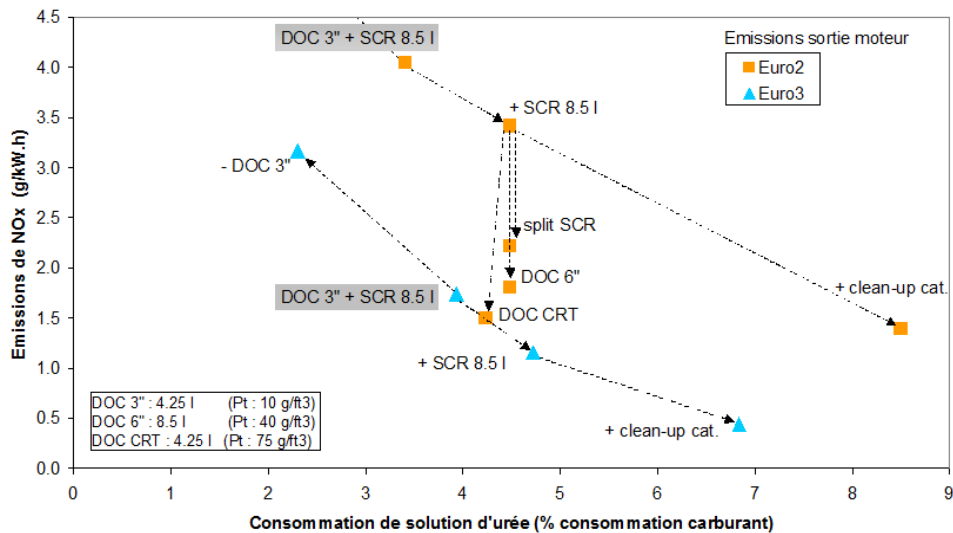 Emissions de NOx (g/kW.h)
4.5
4.0
3.5
3.0
2.5
2.0
1.5
1.0
0.5
0.0
DOC 3" + SCR 8.5 l
Emissions sortie moteur
Euro2
Euro3
+ SCR 8.5 l
- DOC 3"
split SCR
DOC 6"
+ clean-up cat.
DOC 3" + SCR 8.5 l
DOC CRT
+ SCR 8.5 l
+ clean-up cat.
DOC 3" : 4.25 l (Pt : 10 g/ft3)
DOC 6" : 8.5 l (Pt : 40 g/ft3)
DOC CRT : 4.25 l (Pt : 75 g/ft3)
0 1 2 3 4 5 6 7 8 9
Consommation de solution d'urée (% consommation carburant)